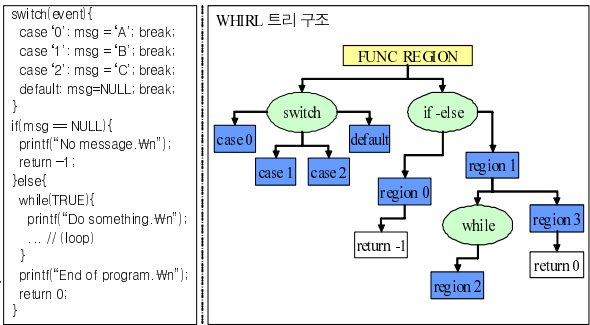 switch(event){
case '0': msg = 'A'; break;
case '1': msg = 'B'; break;
case '2': msg = 'C'; break;
default: msg=NULL; break;
}
if(msg == NULL){
printf("No message.₩n");
return -1;
}else{
while(TRUE){
printf("Do something.₩n");
... // (loop)
}
printf("End of program.₩n");
return 0;
}
WHIRL 트리 구조
FUNC REGION
switch
if -else
case 0
default
case 1
case 2
region 0
region 1
return -1
while
region 3
region 2
return 0